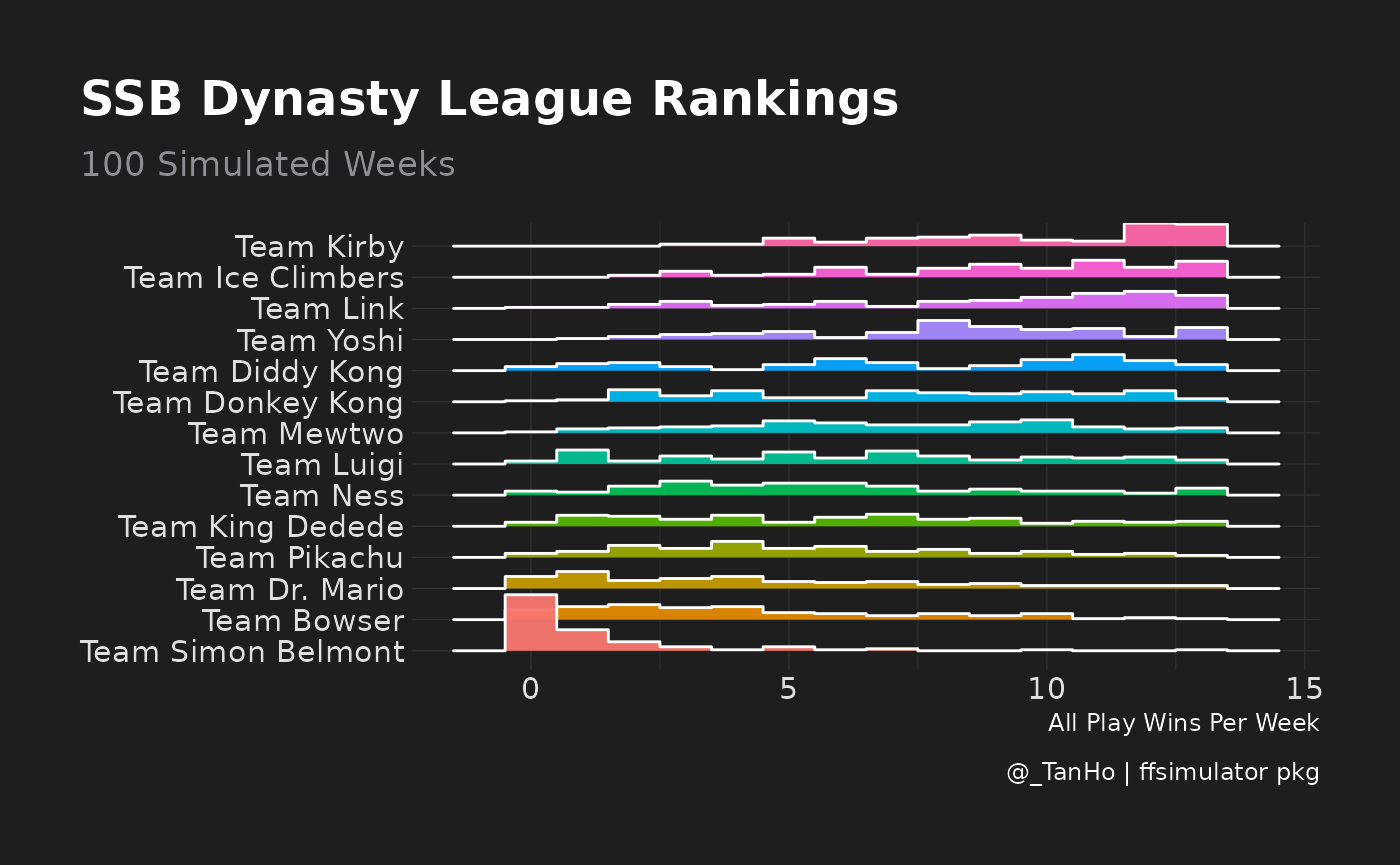 SSB Dynasty League Rankings
100 Simulated Weeks
Team Kirby
Team Ice Climbers
Team Link
Team Yoshi
Team Diddy Kong
Team Donkey Kong
Team Mewtwo
Team Luigi
Team Ness
Team King Dedede
Team Pikachu
Team Dr. Mario
Team Bowser
Team Simon Belmont
0 5 10 15
All Play Wins Per Week
@_TanHo | ffsimulator pkg